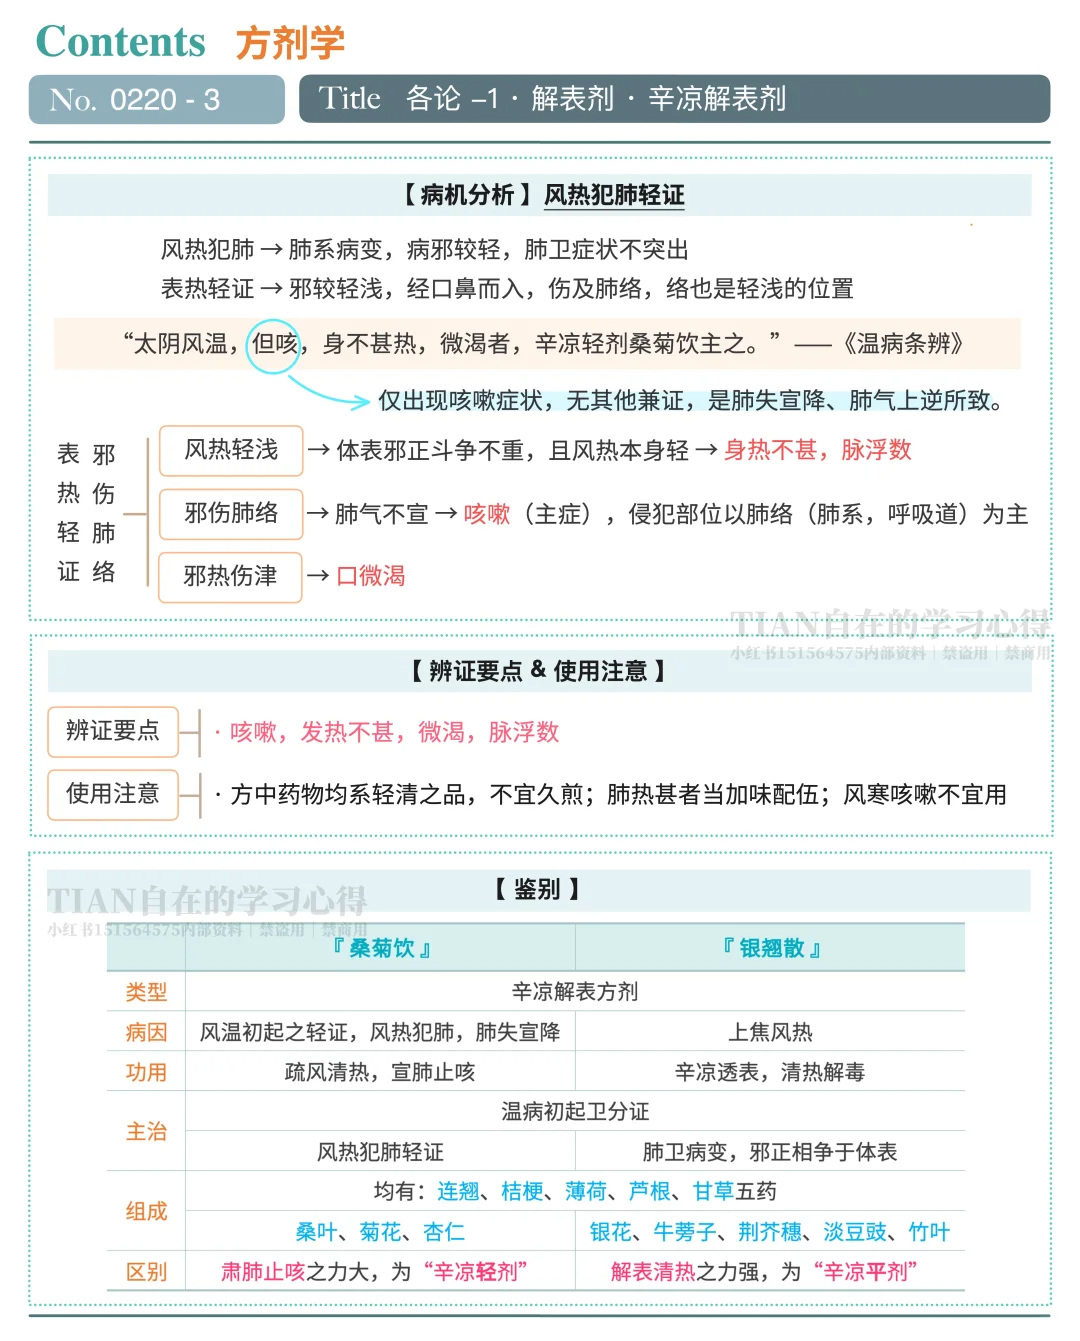 Contents 方剂学
No. 0220 - 3
Title 各论 –1 · 解表剂 · 辛凉解表剂
【 病机分析 】 风热犯肺轻证
风热犯肺 → 肺系病变，病邪较轻，肺卫症状不突出
表热轻证 → 邪较轻浅，经口鼻而入，伤及肺络，络也是轻浅的位置
“太阴风温，但咳，身不甚热，微渴者，辛凉轻剂桑菊饮主之。” ——《温病条辨》
仅出现咳嗽症状，无其他兼证，是肺失宣降、肺气上逆所致。
表热轻证
邪伤肺络
风热轻浅 → 体表邪正斗争不重，且风热本身轻 → 身热不甚，脉浮数
邪伤肺络 → 肺气不宣 → 咳嗽（主症），侵犯部位以肺络（肺系，呼吸道）为主
邪热伤津 → 口微渴
TIAN自在的学习心得
小红书151564575内部资料｜禁盗用｜禁商用
【 辨证要点 & 使用注意 】
辨证要点 · 咳嗽，发热不甚，微渴，脉浮数
使用注意 · 方中药物均系轻清之品，不宜久煎；肺热甚者当加味配伍；风寒咳嗽不宜用
【 鉴别 】
TIAN自在的学习心得
小红书151564575内部资料｜禁盗用｜禁商用
『 桑菊饮 』 『 银翘散 』
类型 辛凉解表方剂
病因 风温初起之轻证，风热犯肺，肺失宣降 上焦风热
功用 疏风清热，宣肺止咳 辛凉透表，清热解毒
主治 温病初起卫分证
风热犯肺轻证 肺卫病变，邪正相争于体表
组成 均有：连翘、桔梗、薄荷、芦根、甘草五药
桑叶、菊花、杏仁 银花、牛蒡子、荆芥穗、淡豆豉、竹叶
区别 肃肺止咳之力大，为“辛凉轻剂” 解表清热之力强，为“辛凉平剂”